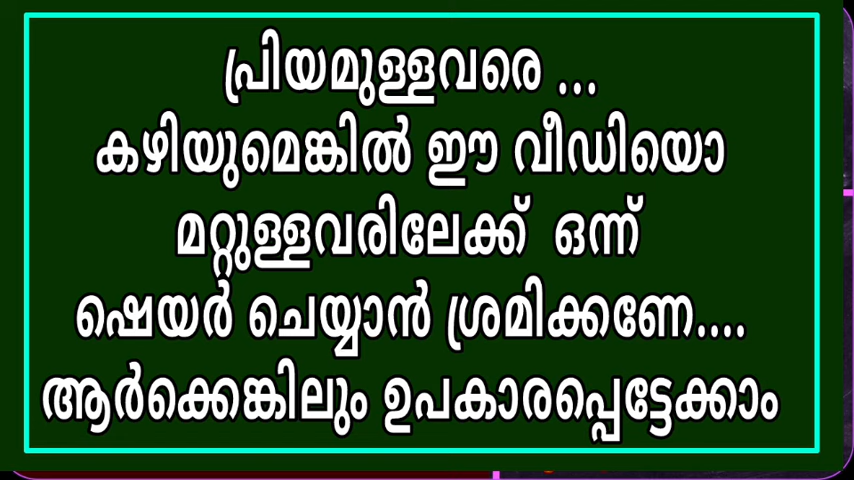 പ്രിയമുള്ളവരെ ...
കഴിയുമെങ്കിൽ ഈ വീഡിയൊ
മറ്റുള്ളവരിലേക്ക് ഒന്ന്
ഷെയർ ചെയ്യാൻ ശ്രമിക്കണേ....
ആർക്കെങ്കിലും ഉപകാരപ്പെട്ടേക്കാം